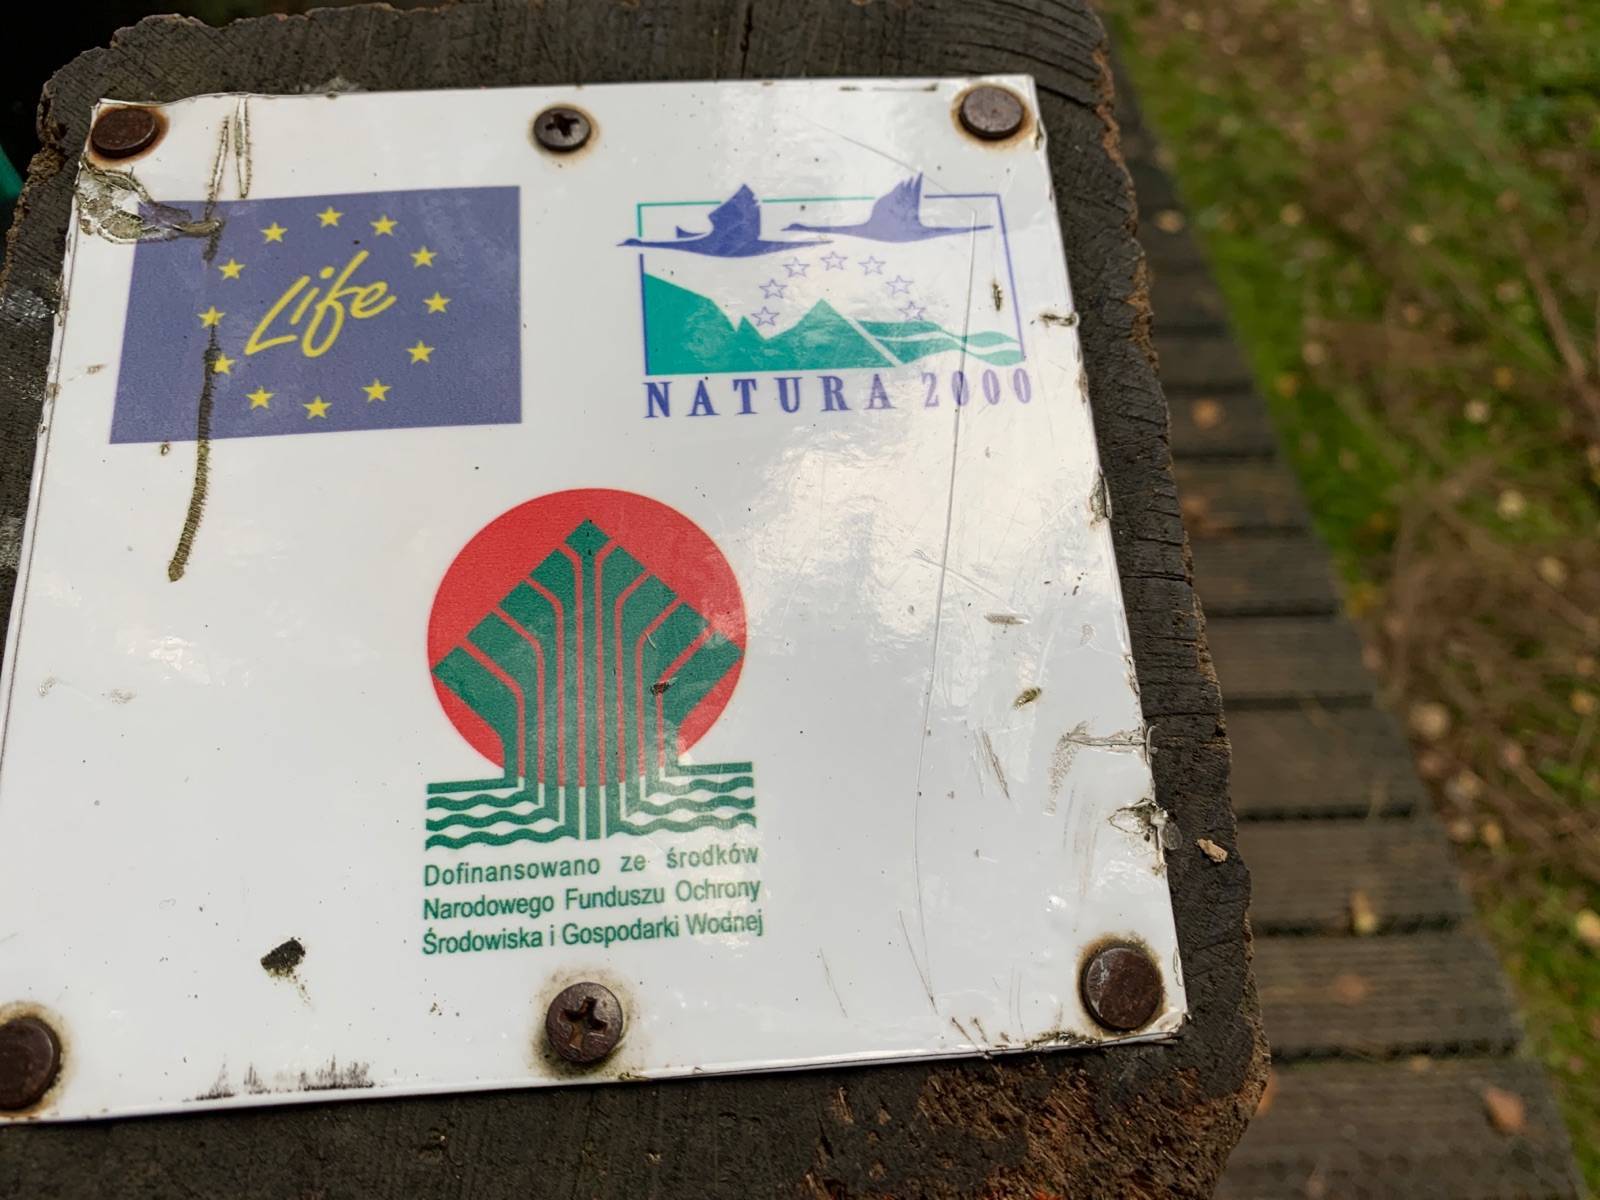 Life
NATURA 2000
Dofinansowano ze środków
Narodowego Funduszu Ochrony
Środowiska i Gospodarki Wodnej